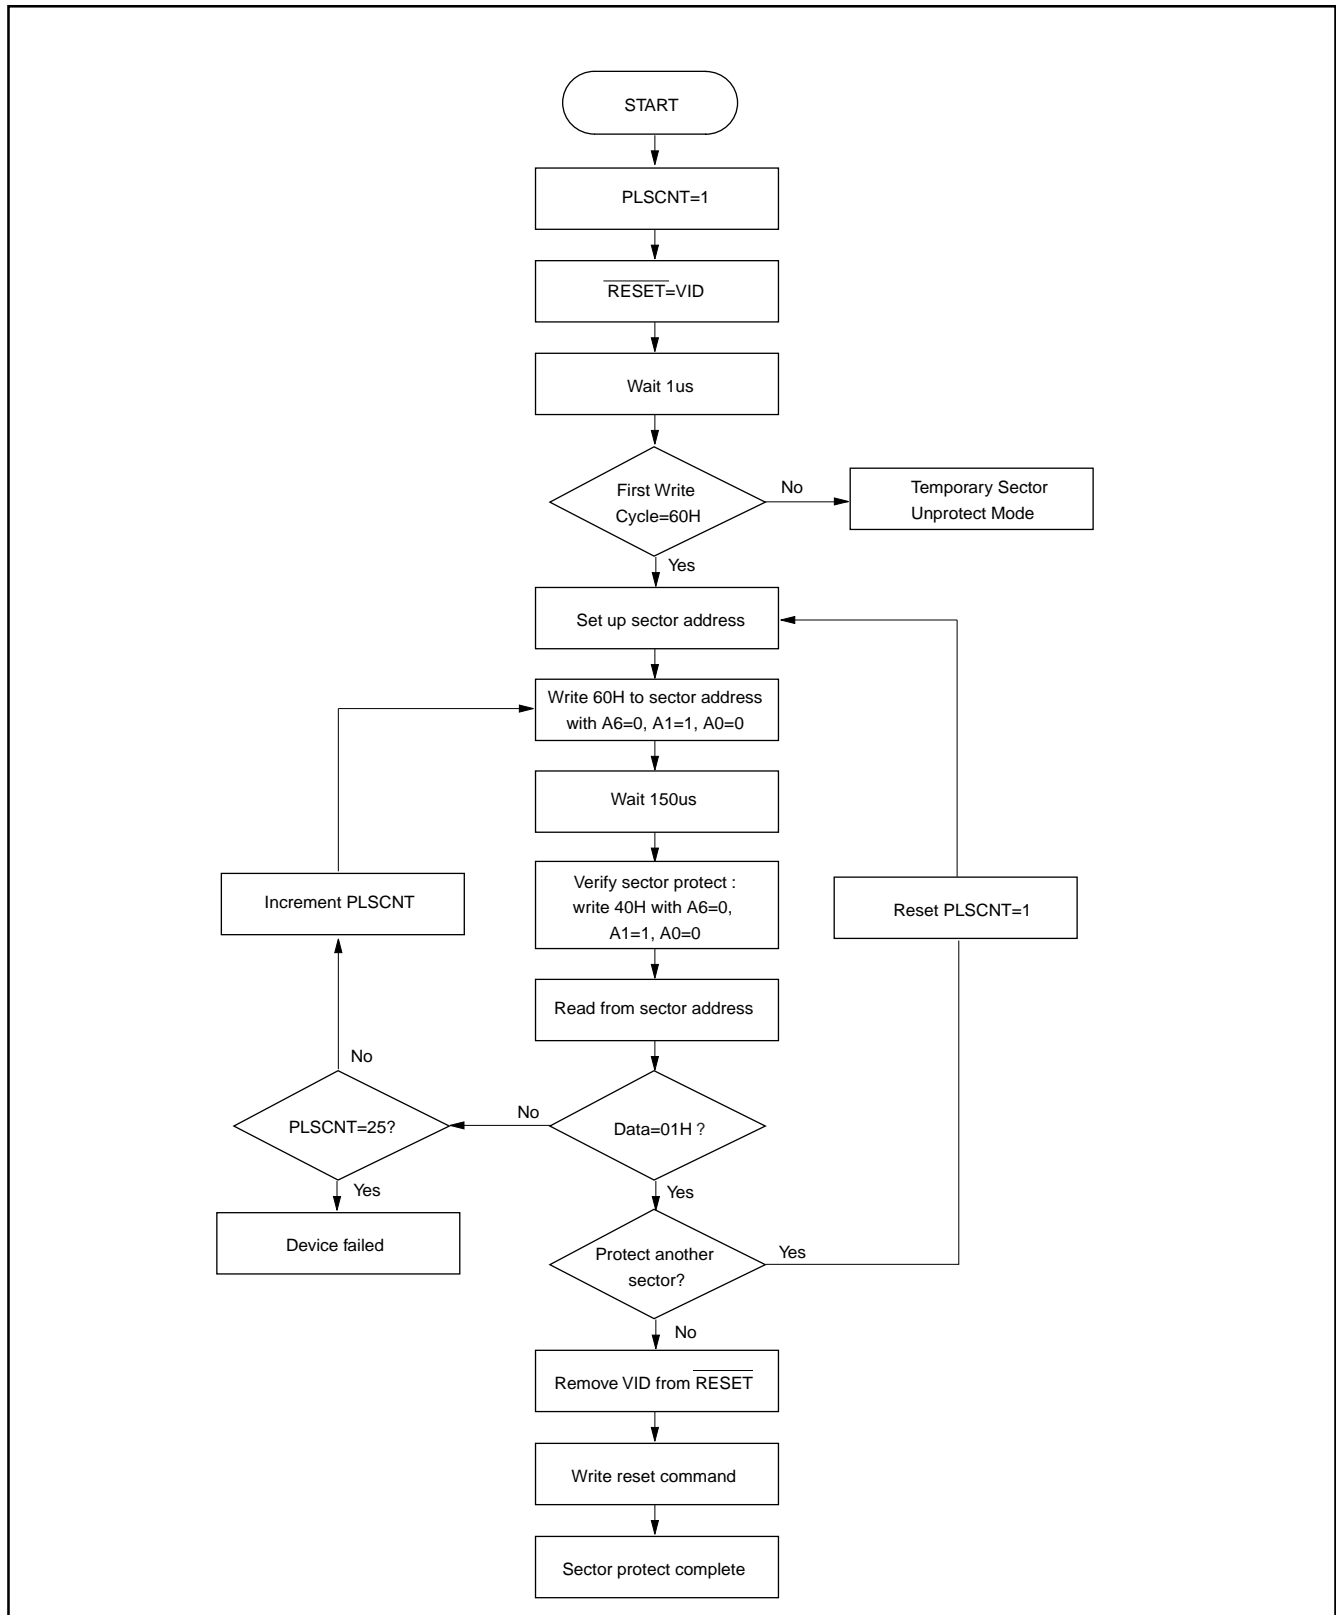 START
PLSCNT=1
RESET=VID
Wait 1us
First Write
Cycle=60H
No
Temporary Sector
Unprotect Mode
Yes
Set up sector address
Write 60H to sector address
with A6=0, A1=1, A0=0
Wait 150us
Verify sector protect :
write 40H with A6=0,
A1=1, A0=0
Increment PLSCNT
Reset PLSCNT=1
Read from sector address
No
PLSCNT=25?
No
Data=01H ?
Yes
Yes
Device failed
Protect another
sector?
Yes
No
Remove VID from RESET
Write reset command
Sector protect complete